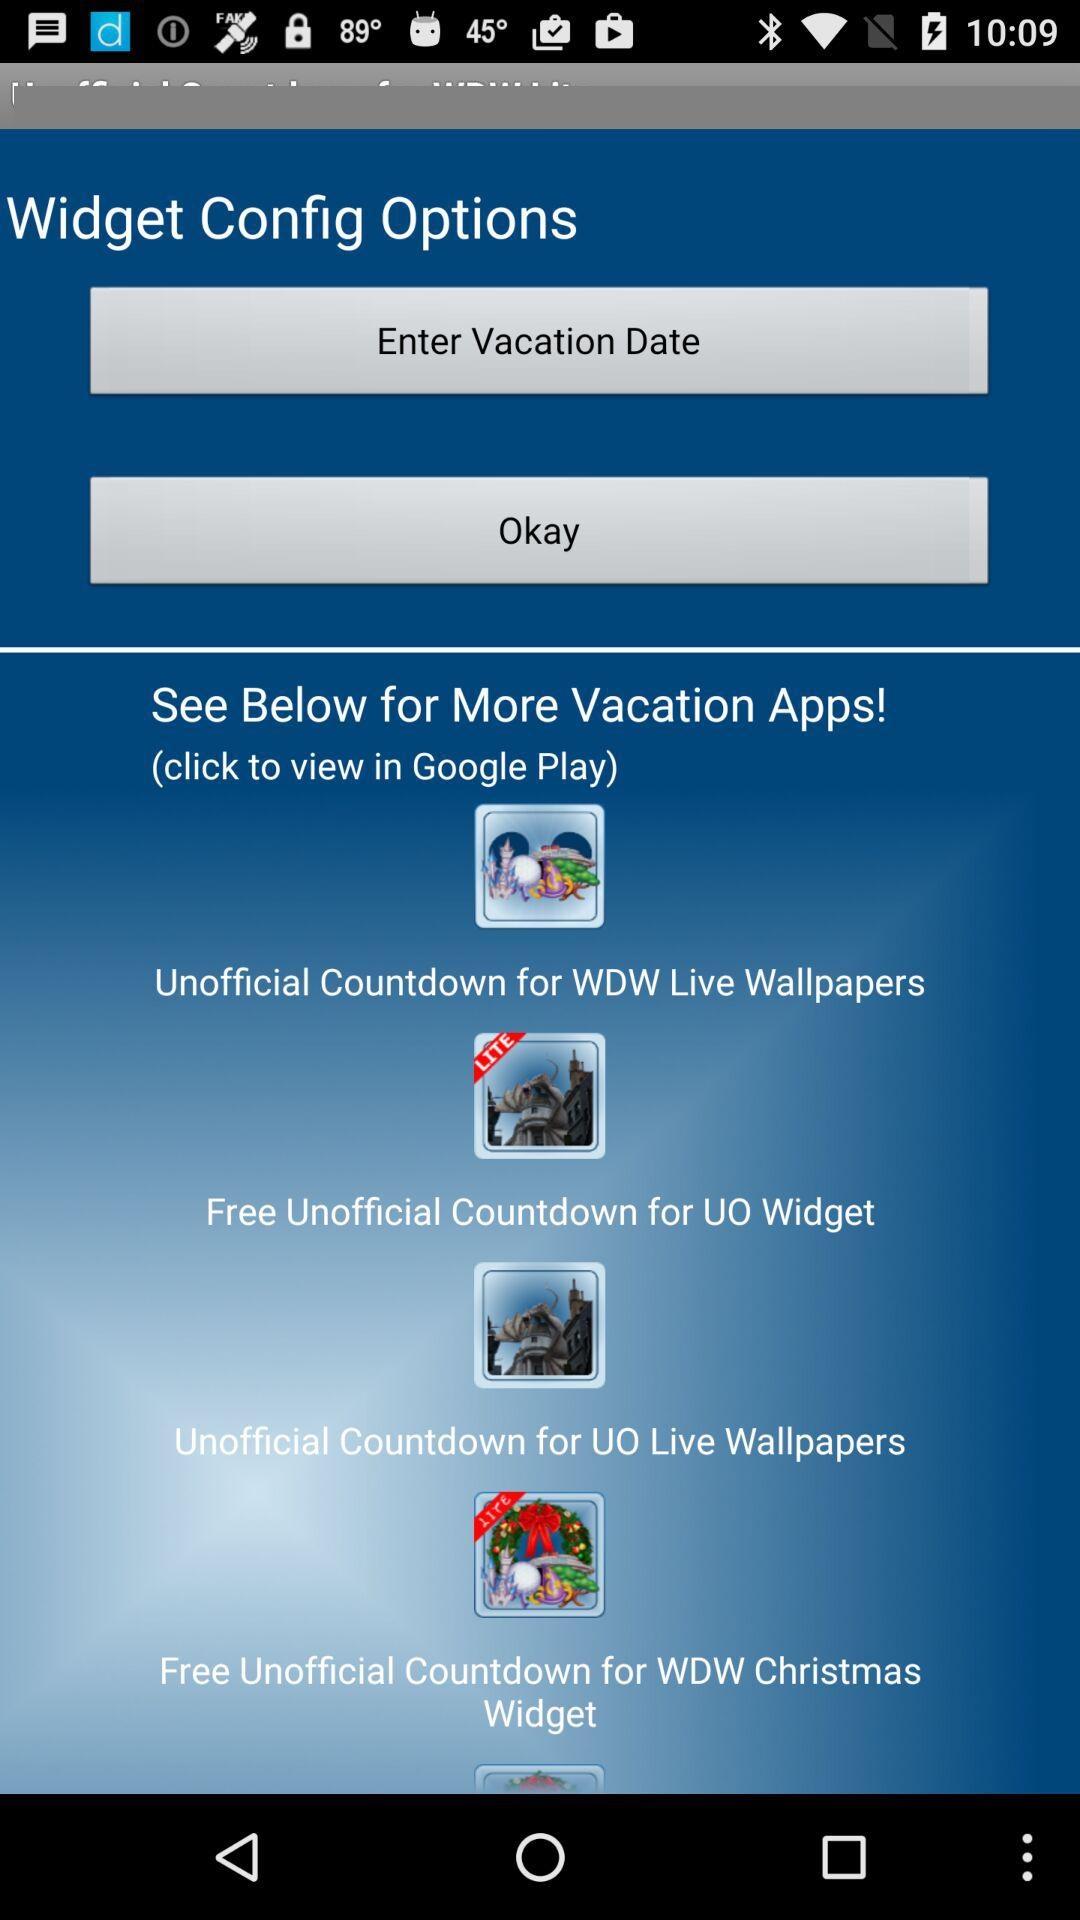 FAKE 89° 45° 10:09
Widget Config Options
Enter Vacation Date
Okay
See Below for More Vacation Apps!
(click to view in Google Play)
Unofficial Countdown for WDW Live Wallpapers
LITE
Free Unofficial Countdown for UO Widget
Unofficial Countdown for UO Live Wallpapers
LITE
Free Unofficial Countdown for WDW Christmas
Widget